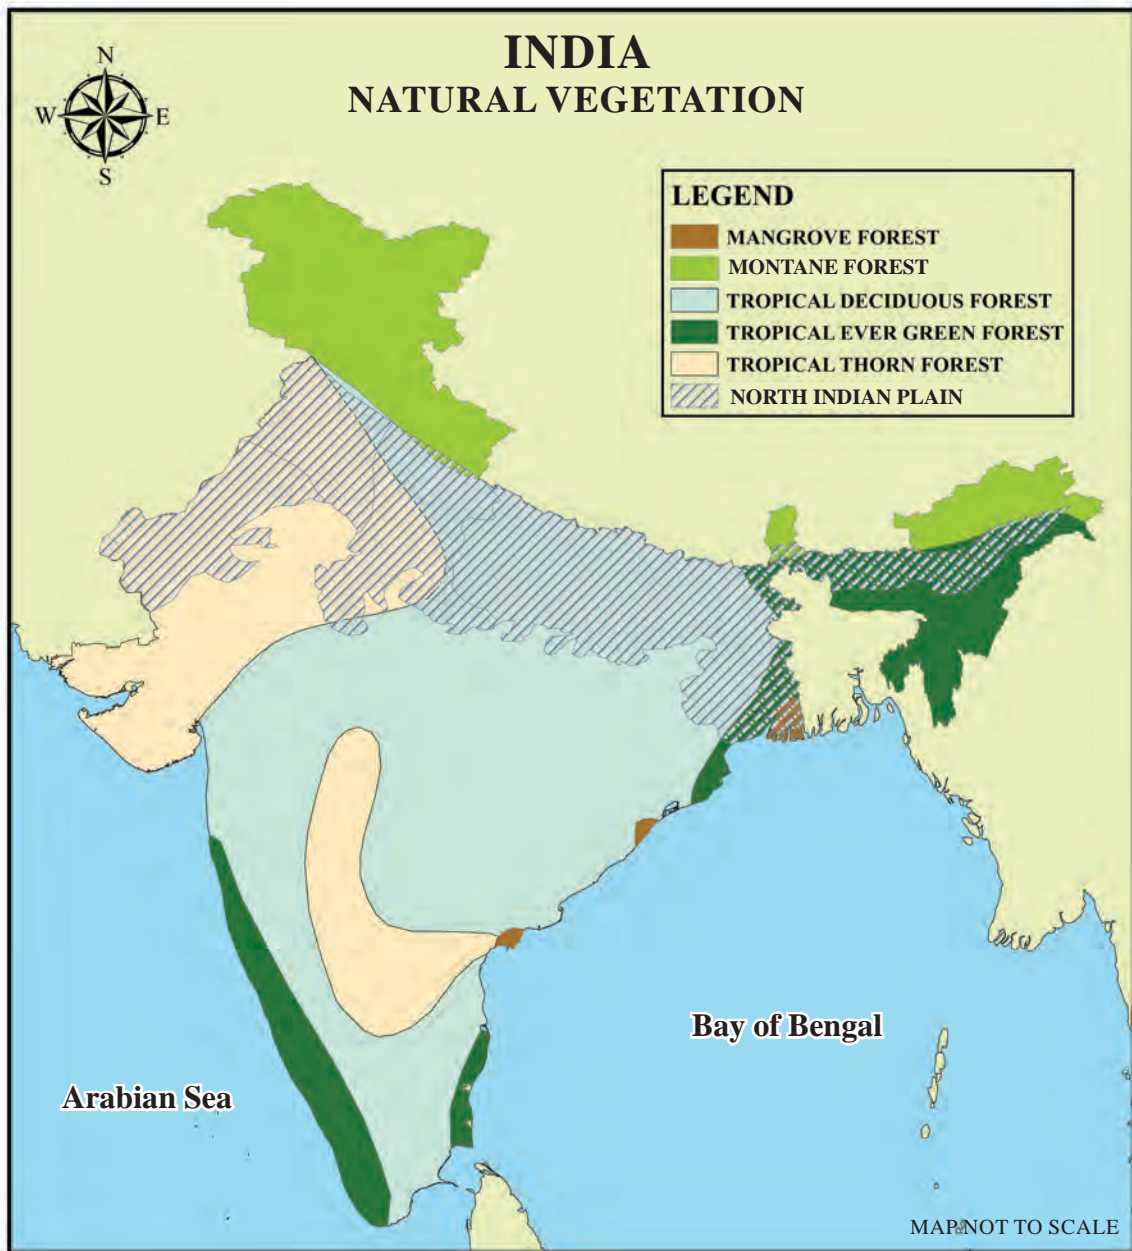 INDIA
NATURAL VEGETATION
N
W E
S
LEGEND
MANGROVE FOREST
MONTANE FOREST
TROPICAL DECIDUOUS FOREST
TROPICAL EVER GREEN FOREST
TROPICAL THORN FOREST
NORTH INDIAN PLAIN
Bay of Bengal
Arabian Sea
MAP NOT TO SCALE